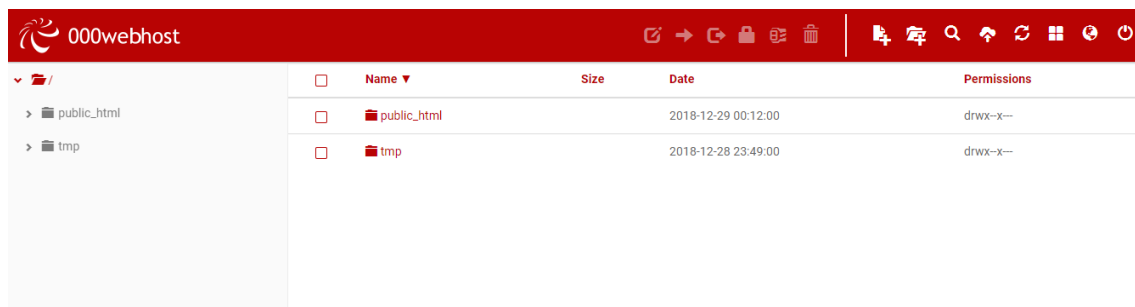 000webhost
/
Name ▼ Size Date Permissions
public_html
public_html 2018-12-29 00:12:00 drwx--x---
tmp
tmp 2018-12-28 23:49:00 drwx--x---